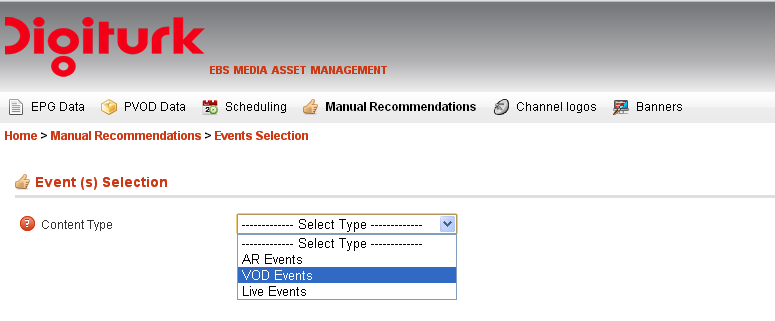 Digiturk
EBS MEDIA ASSET MANAGEMENT
EPG Data PVOD Data Scheduling Manual Recommendations Channel logos Banners
Home > Manual Recommendations > Events Selection
Event (s) Selection
Content Type
------------- Select Type -------------
------------- Select Type -------------
AR Events
VOD Events
Live Events